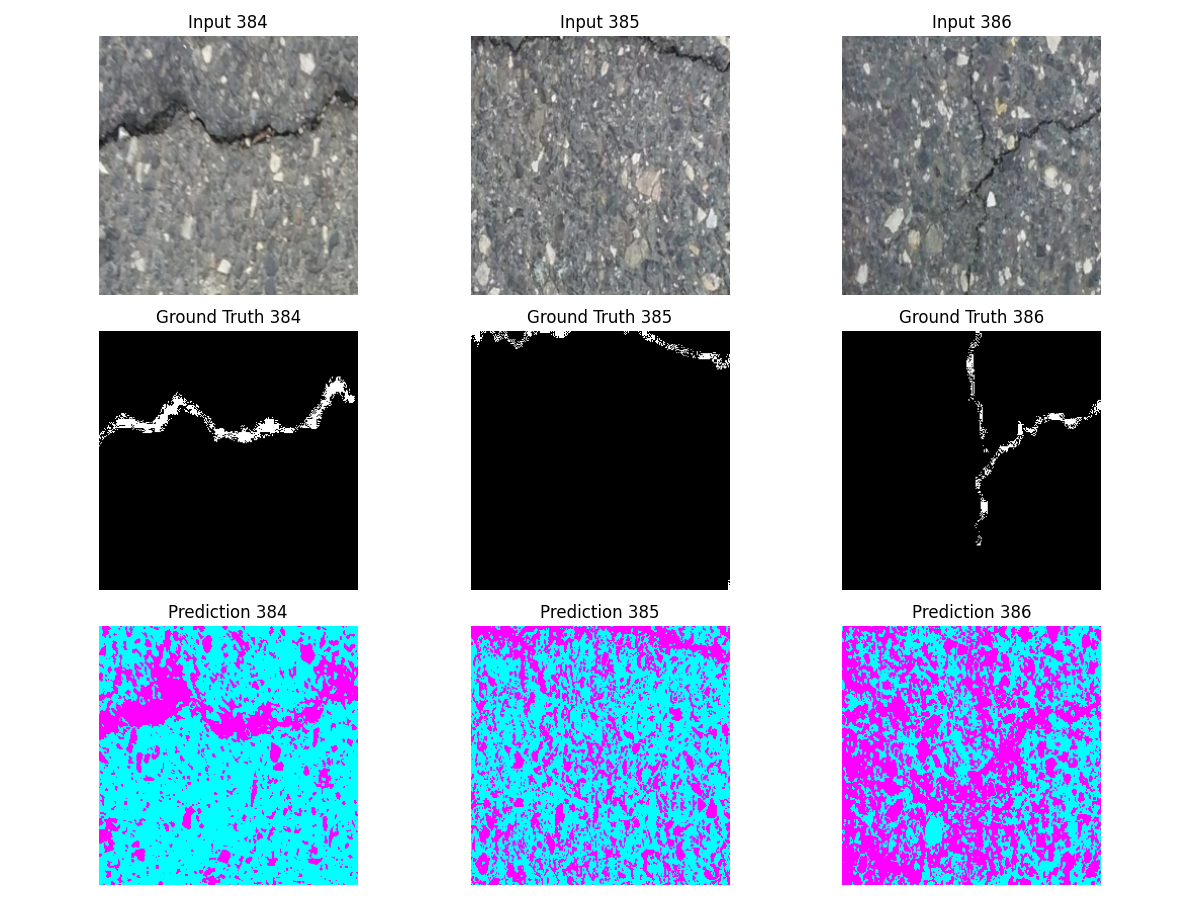 Input 384
Input 385
Input 386
Ground Truth 384
Ground Truth 385
Ground Truth 386
Prediction 384
Prediction 385
Prediction 386